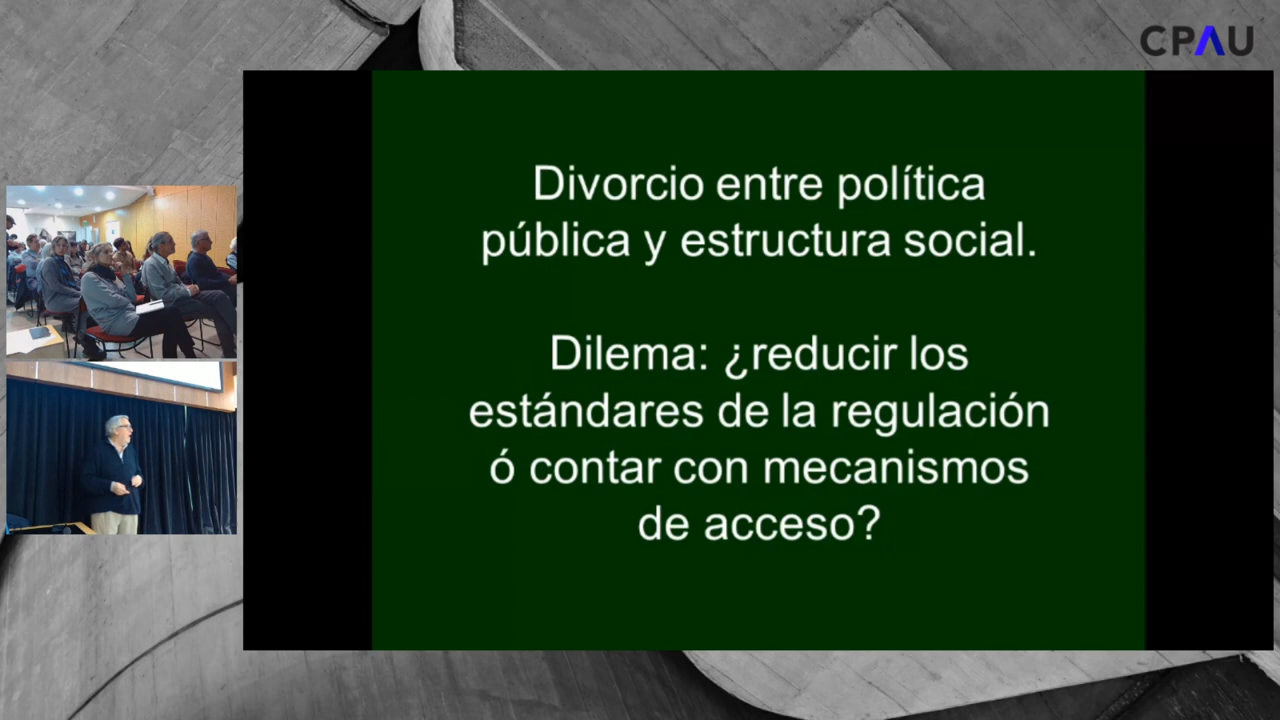 CPAU
Divorcio entre política
pública y estructura social.
Dilema: ¿reducir los
estándares de la regulación
ó contar con mecanismos
de acceso?